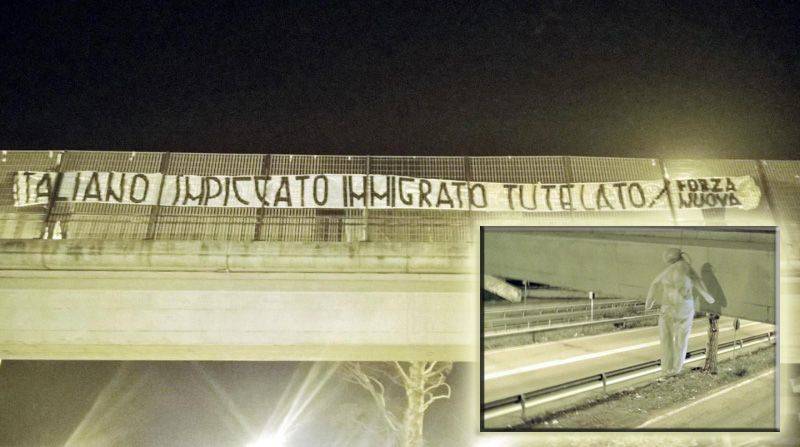 ITALIANO IMPICCATO IMMIGRATO TUTELATO
FORZA
NUOVA